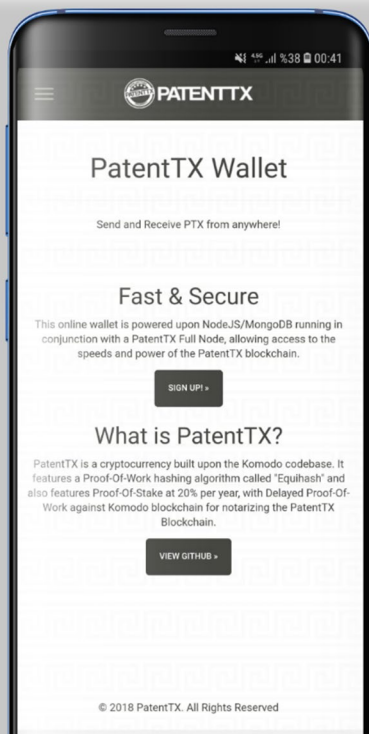 4.5G %38 00:41
PATENTTX
PatentTX Wallet
Send and Receive PTX from anywhere!
Fast & Secure
This online wallet is powered upon NodeJS/MongoDB running in
conjunction with a PatentTX Full Node, allowing access to the
speeds and power of the PatentTX blockchain.
SIGN UP! »
What is PatentTX?
PatentTX is a cryptocurrency built upon the Komodo codebase. It
features a Proof-Of-Work hashing algorithm called "Equihash" and
also features Proof-Of-Stake at 20% per year, with Delayed Proof-Of-
Work against Komodo blockchain for notarizing the PatentTX
Blockchain.
VIEW GITHUB »
© 2018 PatentTX. All Rights Reserved